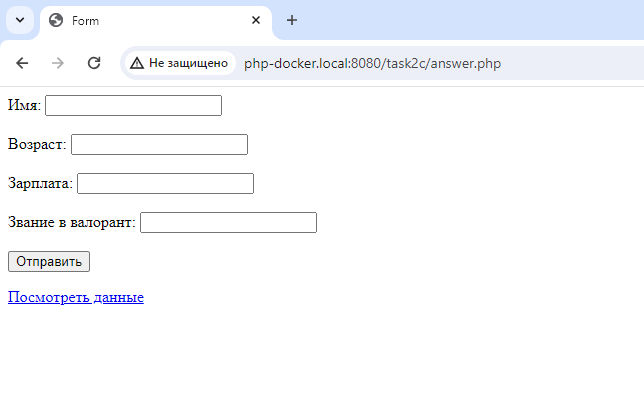 Form
Не защищено php-docker.local:8080/task2c/answer.php
Имя:
Возраст:
Зарплата:
Звание в валорант:
Отправить
Посмотреть данные